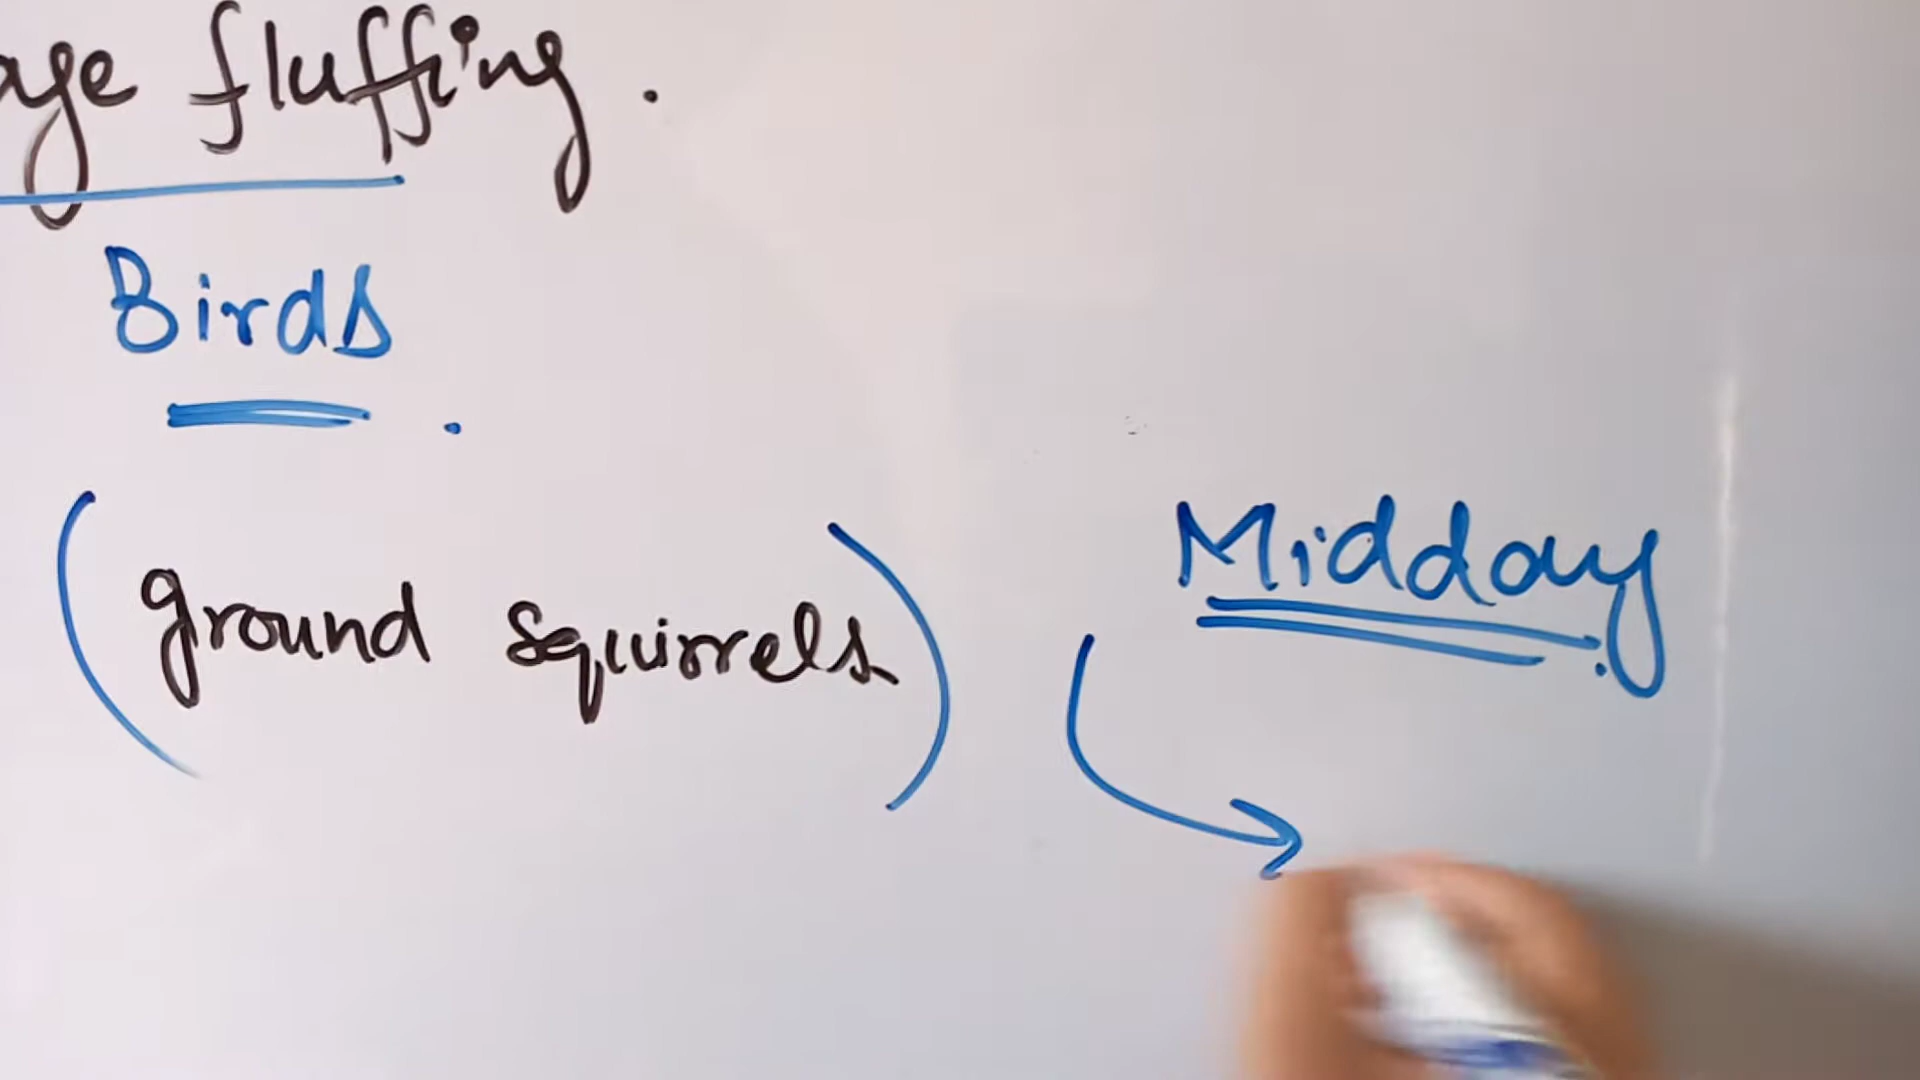 fluffing.
Birds
(ground squirrels)
Midday